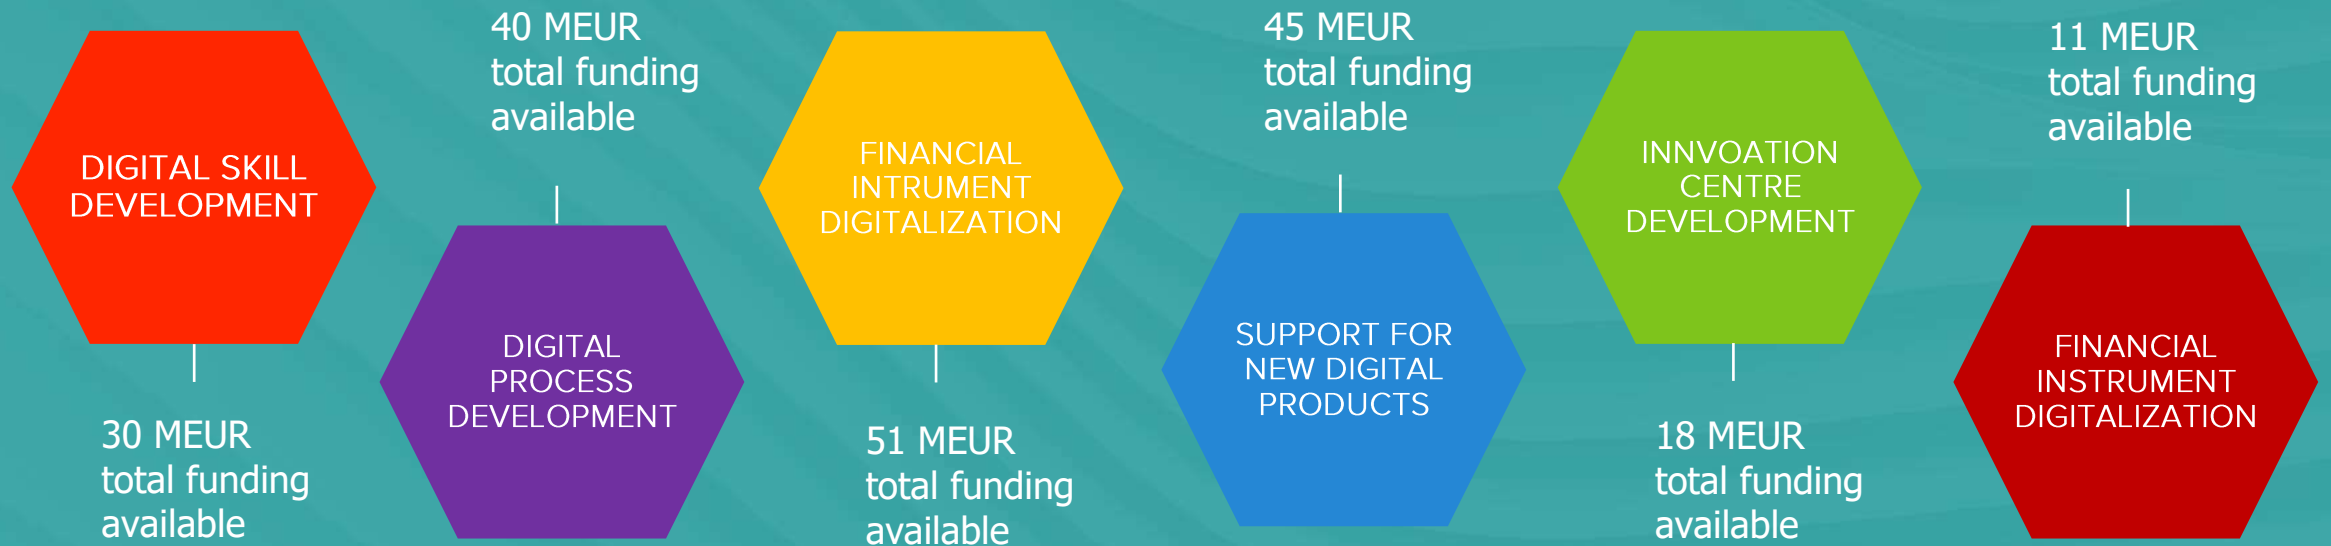 DIGITAL SKILL
DEVELOPMENT
30 MEUR
total funding
available
40 MEUR
total funding
available
DIGITAL
PROCESS
DEVELOPMENT
FINANCIAL
INTRUMENT
DIGITALIZATION
51 MEUR
total funding
available
45 MEUR
total funding
available
SUPPORT FOR
NEW DIGITAL
PRODUCTS
INNVOATION
CENTRE
DEVELOPMENT
18 MEUR
total funding
available
11 MEUR
total funding
available
FINANCIAL
INSTRUMENT
DIGITALIZATION